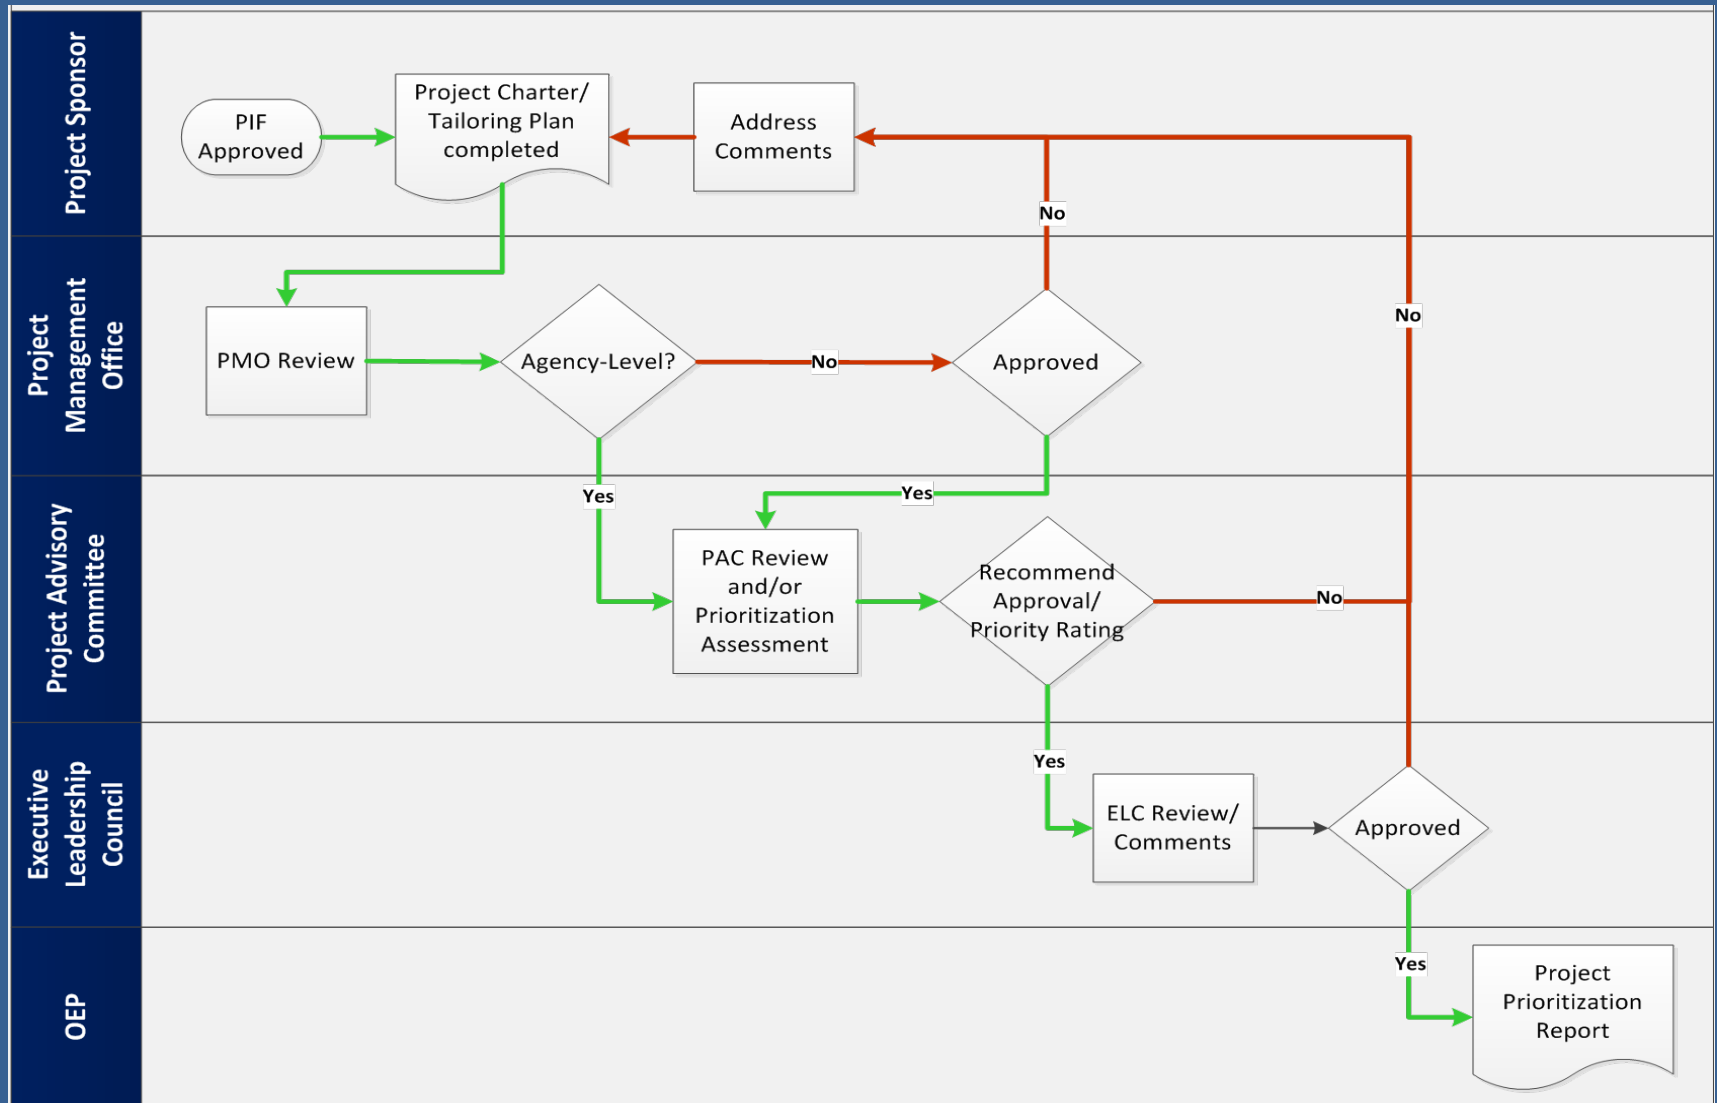 Project Sponsor
PIF
Approved
Project Charter/
Tailoring Plan
completed
Address
Comments
No
Project
Management
Office
PMO Review
Agency-Level?
No
Approved
No
Yes
Yes
Project Advisory
Committee
PAC Review
and/or
Prioritization
Assessment
Recommend
Approval/
Priority Rating
No
Yes
Executive
Leadership
Council
ELC Review/
Comments
Approved
Yes
OEP
Project
Prioritization
Report